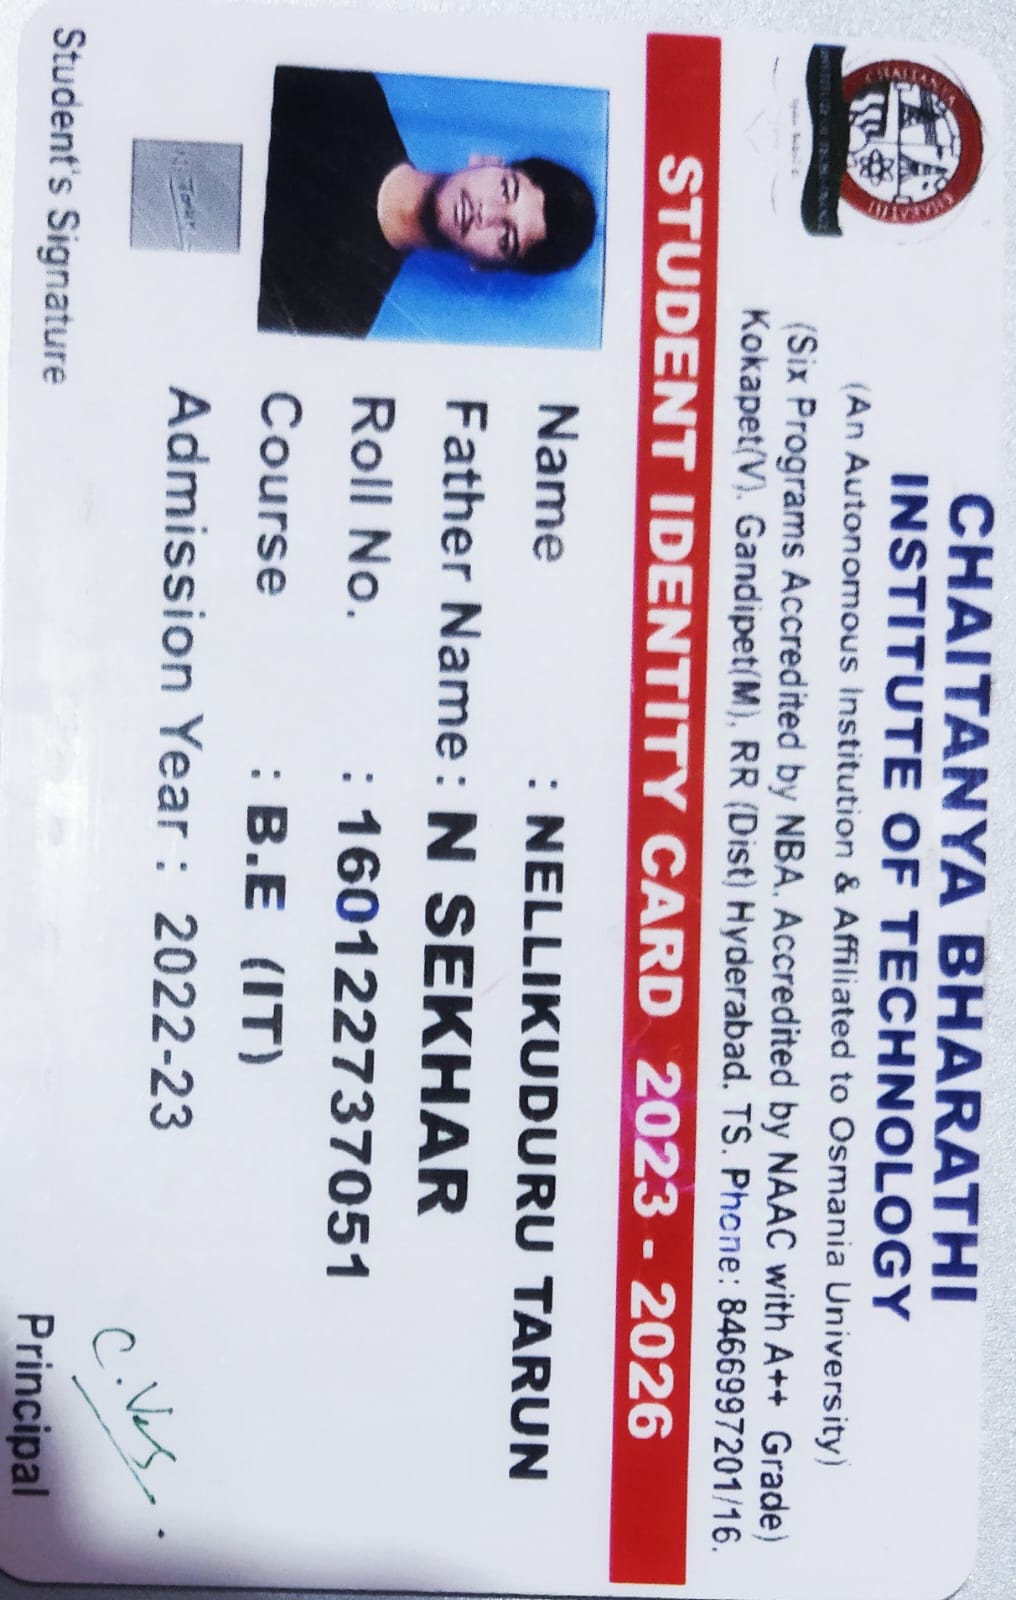 CHAITANYA BHARATHI
INSTITUTE OF TECHNOLOGY
(An Autonomous Institution & Affiliated to Osmania University)
(Six Programs Accredited by NBA. Accredited by NAAC with A++ Grade)
Kokapet(V). Gandipet(M), RR (Dist) Hyderabad, TS. Phone: 8466997201/16.
CHAITANYA
BHARATHI
STUDENT IDENTITY CARD 2023 - 2026
Name : NELLIKUDURU TARUN
Father Name : N SEKHAR
Roll No. : 160122737051
Course : B.E (IT)
Admission Year : 2022-23
Student's Signature
Principal